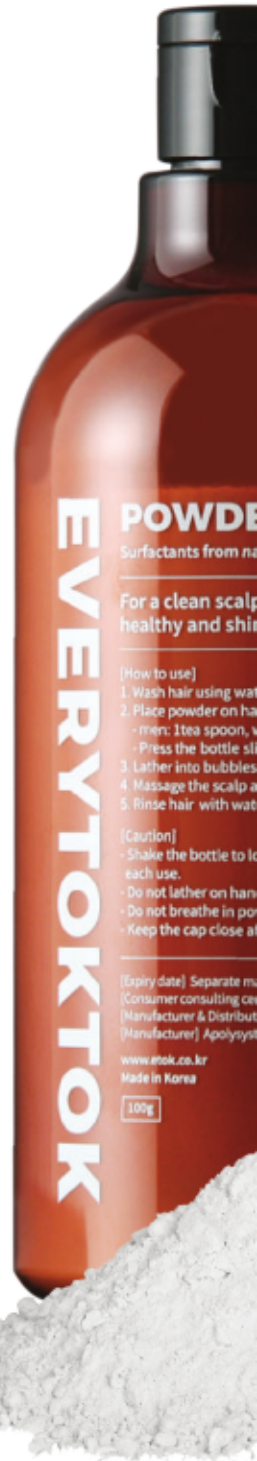 EVERYTOKTOK
POWDE
Surfactants from na
For a clean scalp
healthy and shin
[How to use]
1. Wash hair using wat
2. Place powder on ha
- men: 1tea spoon, w
- Press the bottle sli
3. Lather into bubbles
4. Massage the scalp a
5. Rinse hair with wate
[Caution]
- Shake the bottle to lo
each use.
- Do not lather on hand
- Do not breathe in pow
- Keep the cap close af
[Expiry date] Separate ma
[Consumer consulting cen
[Manufacturer & Distribut
[Manufacturer] Apolysyst
www.etok.co.kr
Made in Korea
100g